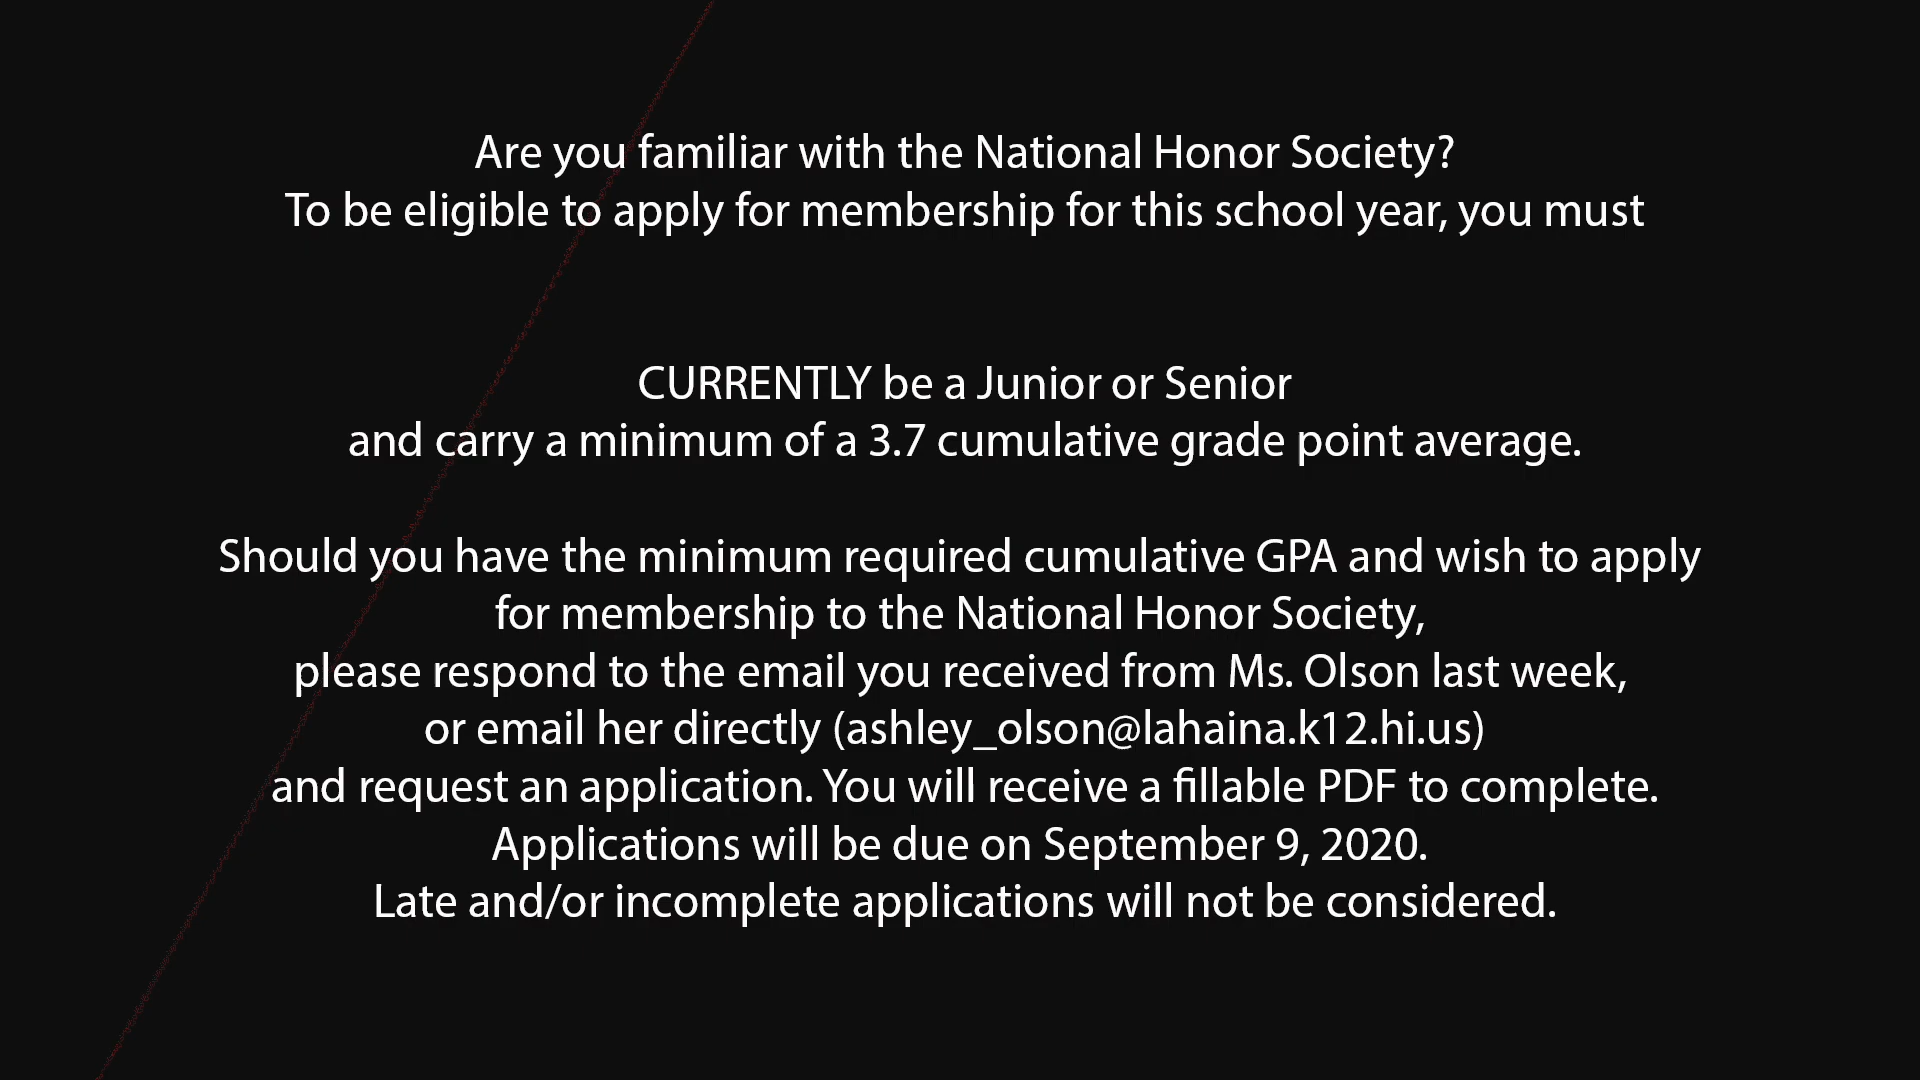 Are you familiar with the National Honor Society?
To be eligible to apply for membership for this school year, you must
CURRENTLY be a Junior or Senior
and carry a minimum of a 3.7 cumulative grade point average.
Should you have the minimum required cumulative GPA and wish to apply
for membership to the National Honor Society,
please respond to the email you received from Ms. Olson last week,
or email her directly (ashley_olson@lahaina.k12.hi.us)
and request an application. You will receive a fillable PDF to complete.
Applications will be due on September 9, 2020.
Late and/or incomplete applications will not be considered.